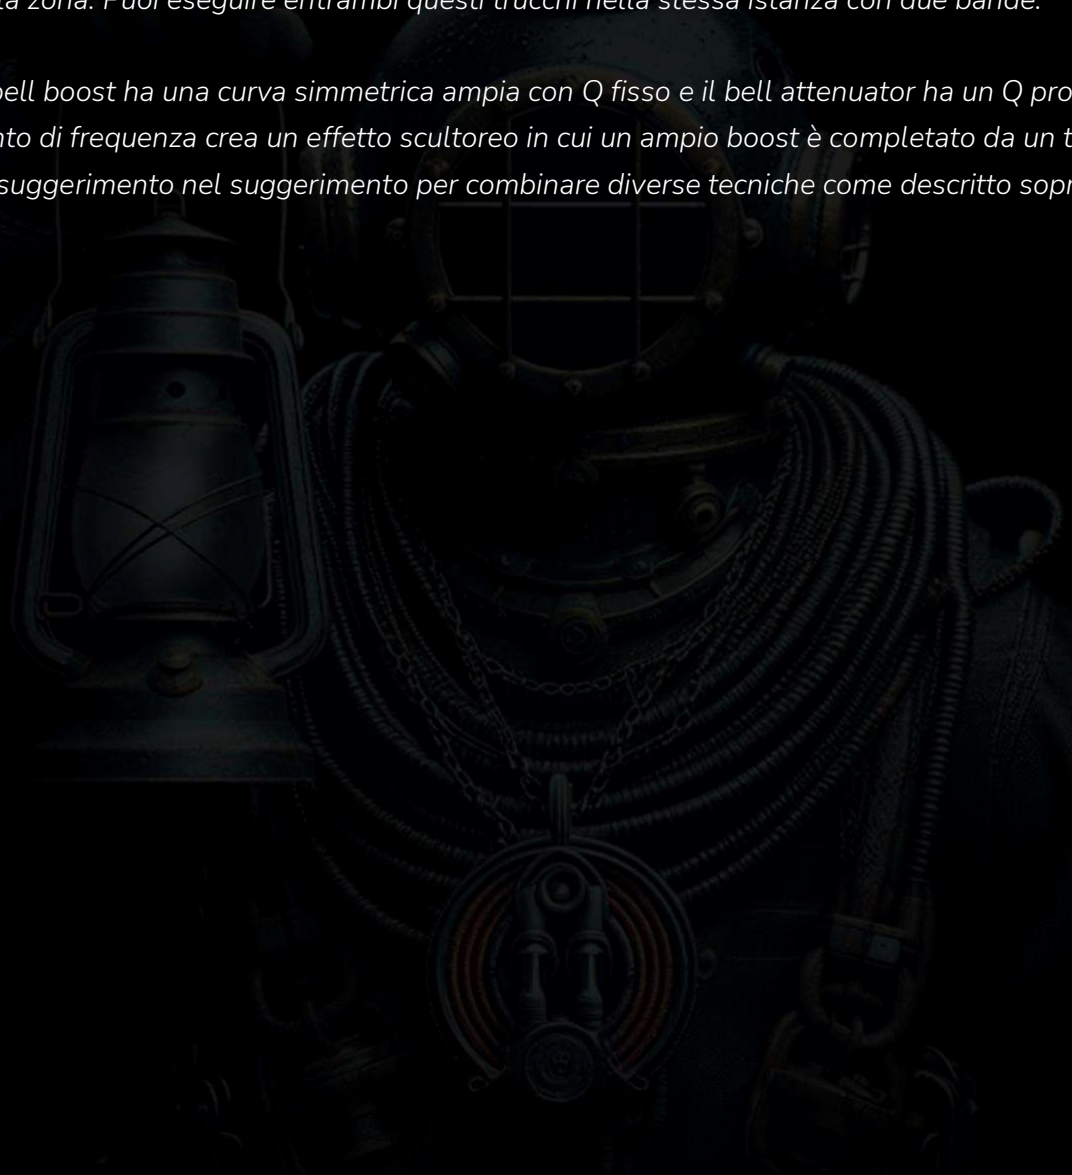 la zona. Puoi eseguire entrambi questi trucchi nella stessa istanza con due bande.
bell boost ha una curva simmetrica ampia con Q fisso e il bell attenuator ha un Q pro
nto di frequenza crea un effetto scultoreo in cui un ampio boost è completato da un t
suggerimento nel suggerimento per combinare diverse tecniche come descritto sopr